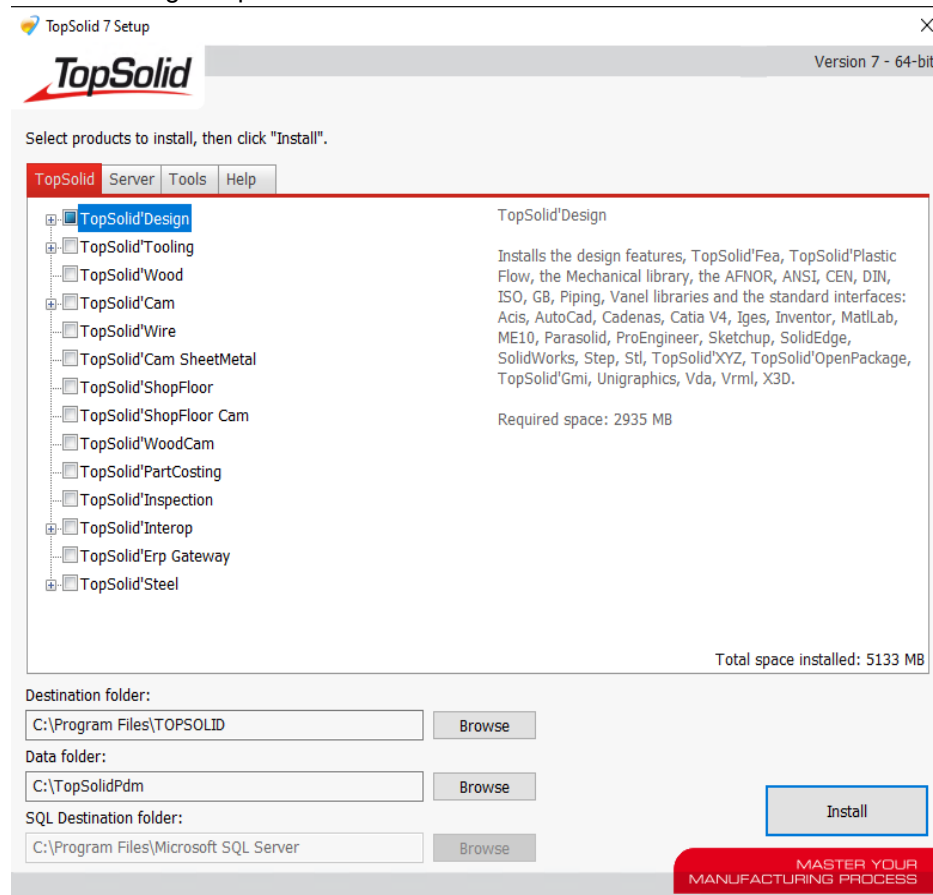 TopSolid 7 Setup
TopSolid
Version 7 - 64-bit
Select products to install, then click "Install".
TopSolid Server Tools Help
TopSolid'Design
TopSolid'Tooling
TopSolid'Wood
TopSolid'Cam
TopSolid'Wire
TopSolid'Cam SheetMetal
TopSolid'ShopFloor
TopSolid'ShopFloor Cam
TopSolid'WoodCam
TopSolid'PartCosting
TopSolid'Inspection
TopSolid'Interop
TopSolid'Erp Gateway
TopSolid'Steel
TopSolid'Design
Installs the design features, TopSolid'Fea, TopSolid'Plastic
Flow, the Mechanical library, the AFNOR, ANSI, CEN, DIN,
ISO, GB, Piping, Vanel libraries and the standard interfaces:
Acis, AutoCad, Cadenas, Catia V4, Iges, Inventor, MatlLab,
ME10, Parasolid, ProEngineer, Sketchup, SolidEdge,
SolidWorks, Step, Stl, TopSolid'XYZ, TopSolid'OpenPackage,
TopSolid'Gmi, Unigraphics, Vda, Vrml, X3D.
Required space: 2935 MB
Total space installed: 5133 MB
Destination folder:
C:\Program Files\TOPSOLID Browse
Data folder:
C:\TopSolidPdm Browse
SQL Destination folder:
C:\Program Files\Microsoft SQL Server Browse
Install
MASTER YOUR
MANUFACTURING PROCESS